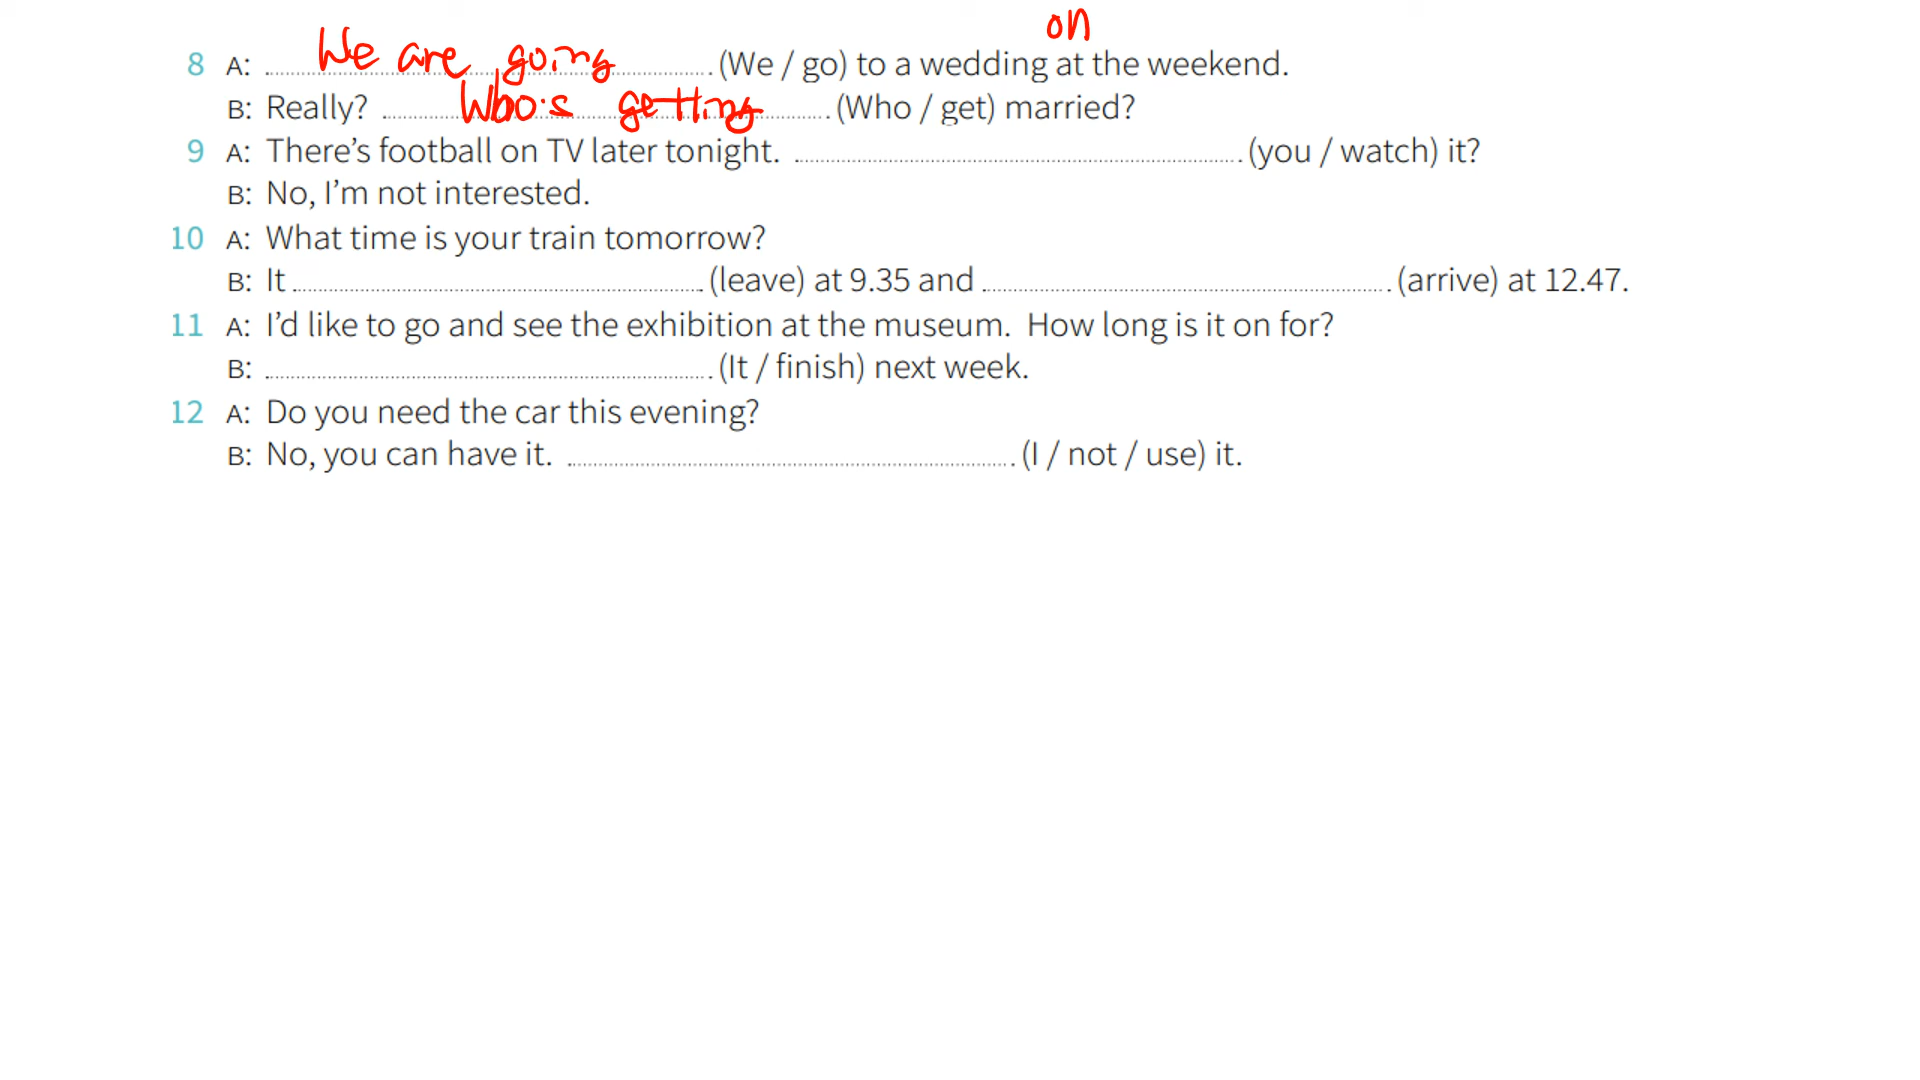 on
8 A: We are going (We / go) to a wedding at the weekend.
B: Really? Who's getting (Who / get) married?
9 A: There's football on TV later tonight. (you / watch) it?
B: No, I'm not interested.
10 A: What time is your train tomorrow?
B: It (leave) at 9.35 and (arrive) at 12.47.
11 A: I'd like to go and see the exhibition at the museum. How long is it on for?
B: (It / finish) next week.
12 A: Do you need the car this evening?
B: No, you can have it. (I / not / use) it.